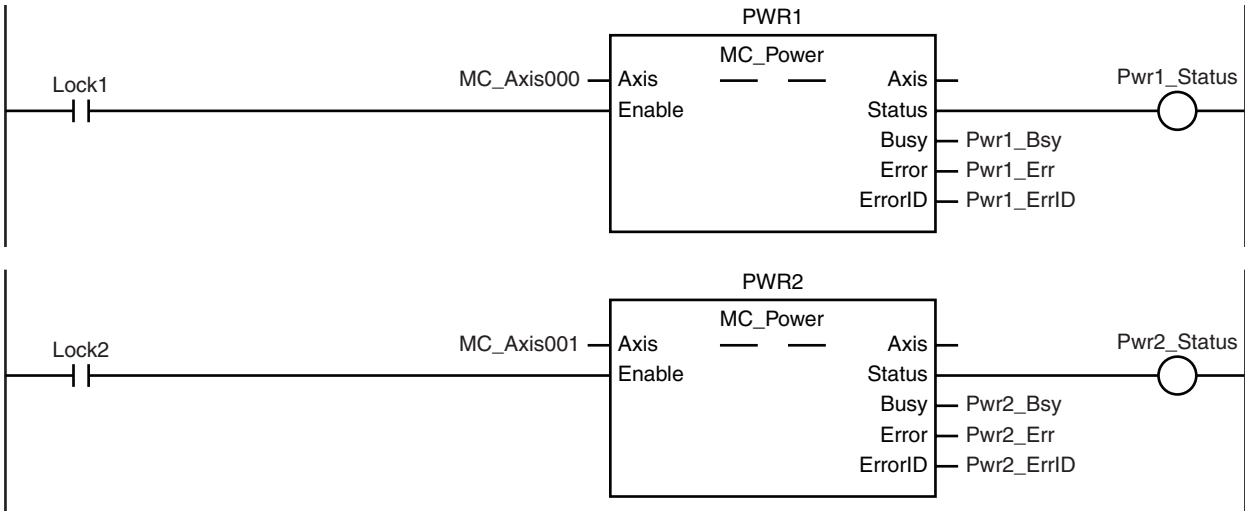 PWR1
MC_Power
Lock1
MC_Axis000
Axis
Axis
Pwr1_Status
Enable
Status
Busy
Pwr1_Bsy
Error
Pwr1_Err
ErrorID
Pwr1_ErrID
PWR2
MC_Power
Lock2
MC_Axis001
Axis
Axis
Pwr2_Status
Enable
Status
Busy
Pwr2_Bsy
Error
Pwr2_Err
ErrorID
Pwr2_ErrID